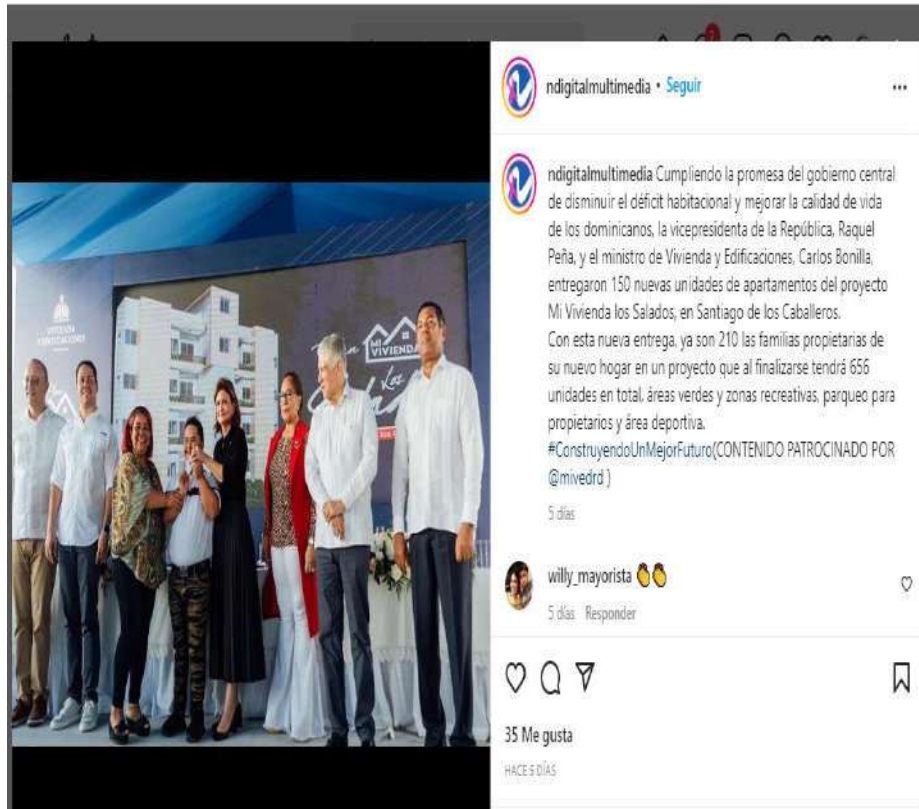 ndigitalmultimedia • Seguir
ndigitalmultimedia Cumpliendo la promesa del gobierno central
de disminuir el déficit habitacional y mejorar la calidad de vida
de los dominicanos, la vicepresidenta de la República, Raquel
Peña, y el ministro de Vivienda y Edificaciones, Carlos Bonilla,
entregaron 150 nuevas unidades de apartamentos del proyecto
Mi Vivienda los Salados, en Santiago de los Caballeros.
Con esta nueva entrega, ya son 210 las familias propietarias de
su nuevo hogar en un proyecto que al finalizarse tendrá 656
unidades en total, áreas verdes y zonas recreativas, parqueo para
propietarios y área deportiva.
#ConstruyendoUnMejorFuturo(CONTENIDO PATROCINADO POR
@mivedrd )
5 días
willy_mayorista
5 días Responder
35 Me gusta
HACE 5 DÍAS
VIVIENDA
Y EDIFICACIONES
MI
VIVIENDA
Los